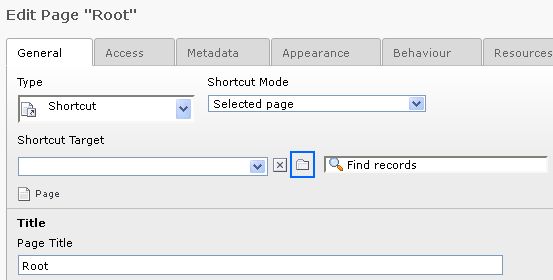 Edit Page "Root"
General Access Metadata Appearance Behaviour Resources
Type Shortcut Mode
Shortcut Selected page
Shortcut Target
Find records
Page
Title
Page Title
Root